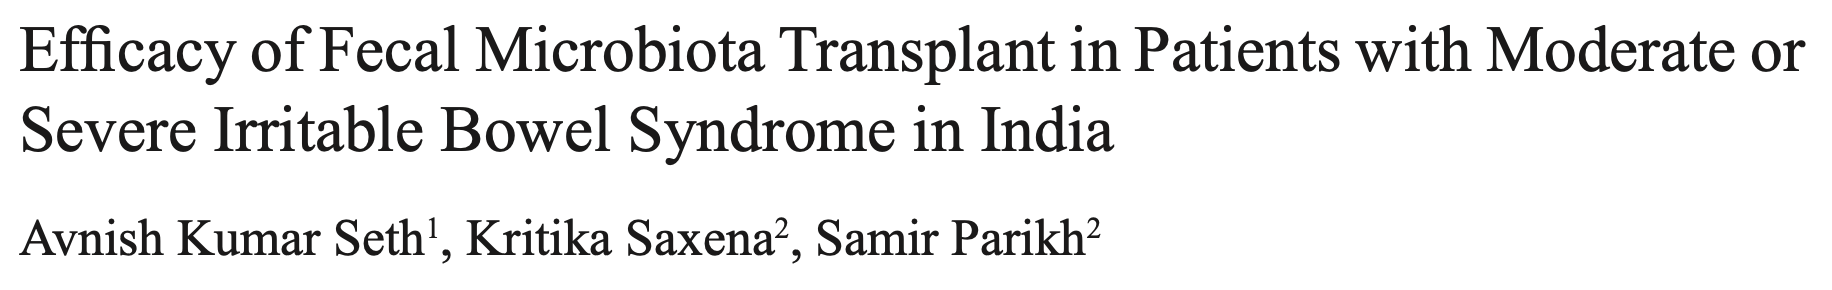 Efficacy of Fecal Microbiota Transplant in Patients with Moderate or
Severe Irritable Bowel Syndrome in India
Avnish Kumar Seth¹, Kritika Saxena², Samir Parikh²